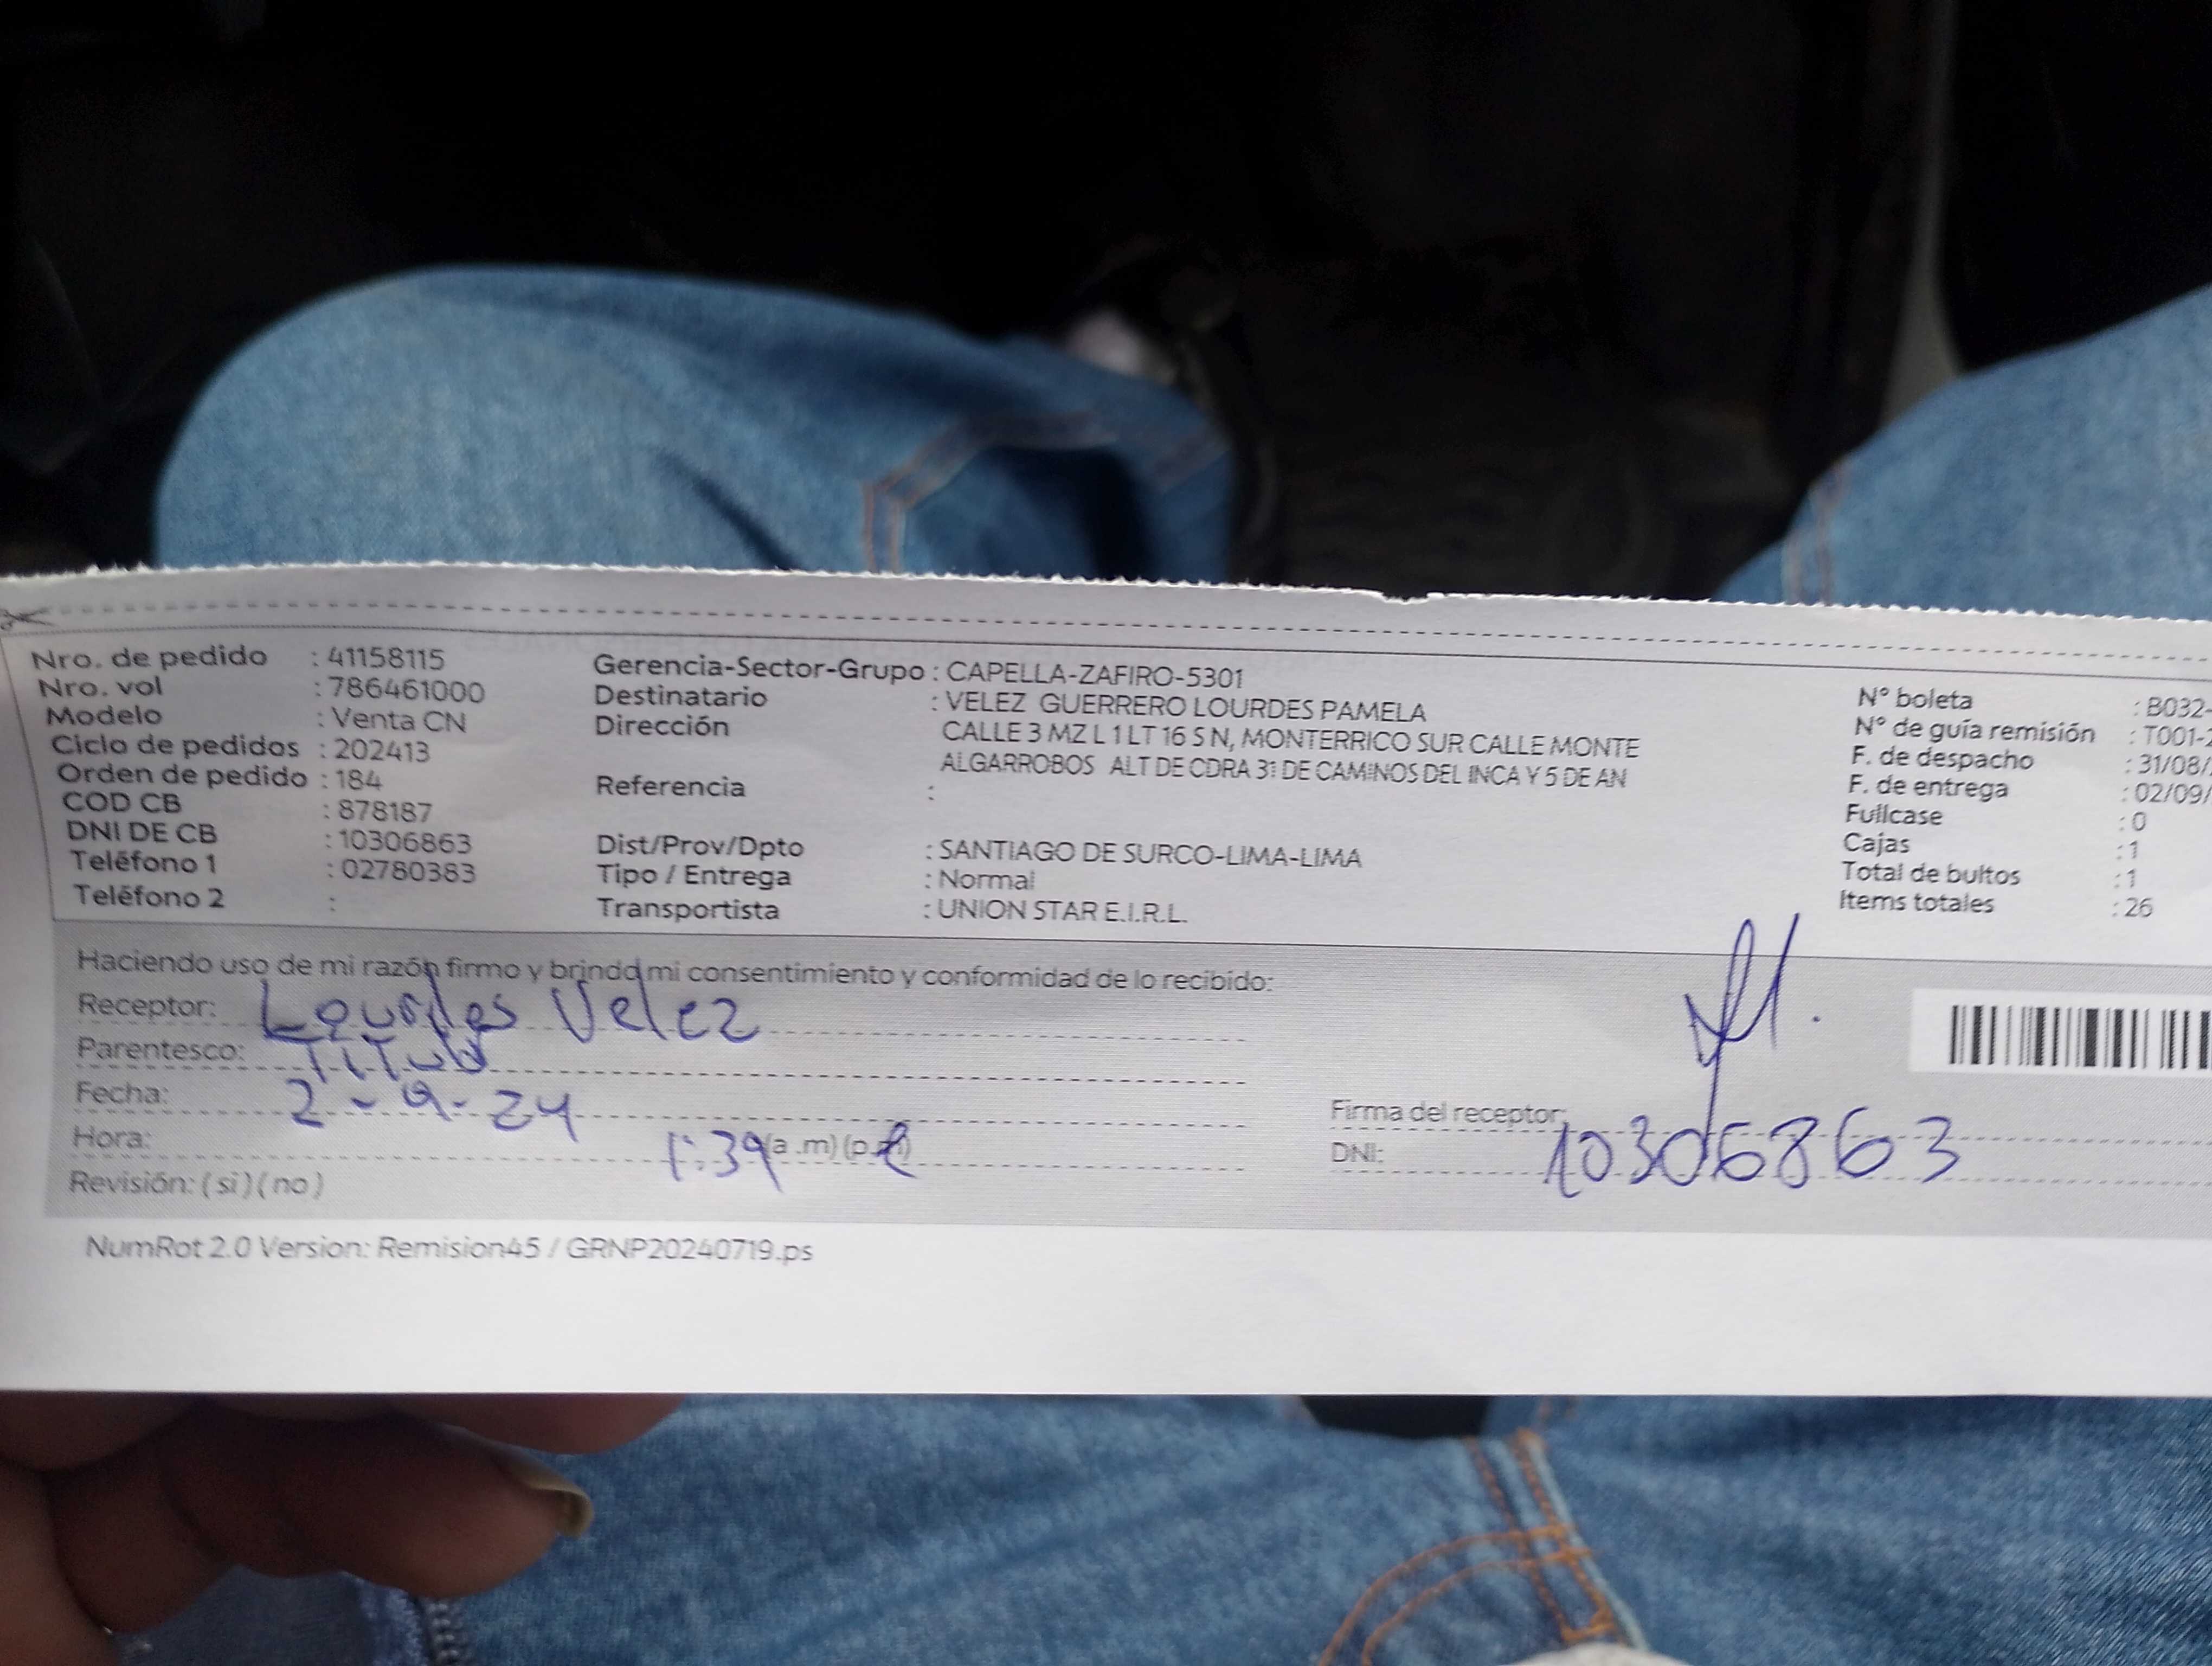 Nro. de pedido : 41158115
Nro. vol : 786461000
Modelo : Venta CN
Ciclo de pedidos : 202413
Orden de pedido : 184
COD CB : 878187
DNI DE CB : 10306863
Teléfono 1 : 02780383
Teléfono 2 :
Gerencia-Sector-Grupo : CAPELLA-ZAFIRO-5301
Destinatario : VELEZ GUERRERO LOURDES PAMELA
Dirección CALLE 3 MZ L 1 LT 16 S N, MONTERRICO SUR CALLE MONTE
ALGARROBOS ALT DE CDRA 31 DE CAMINOS DEL INCA Y 5 DE AN
Referencia :
Dist/Prov/Dpto : SANTIAGO DE SURCO-LIMA-LIMA
Tipo / Entrega : Normal
Transportista : UNION STAR E.I.R.L.
N° boleta : B032-
N° de guía remisión : T001-2
F. de despacho : 31/08/
F. de entrega : 02/09/
Fullcase : 0
Cajas : 1
Total de bultos : 1
Items totales : 26
Haciendo uso de mi razón firmo y brindo mi consentimiento y conformidad de lo recibido:
Receptor: Lourdes Velez
Parentesco:
Fecha: 2-9-24
Hora: 1:39 (a .m) (p.m)
Revisión: ( si ) ( no )
Firma del receptor:
DNI: 10306863
NumRot 2.0 Version: Remision45 / GRNP20240719.ps